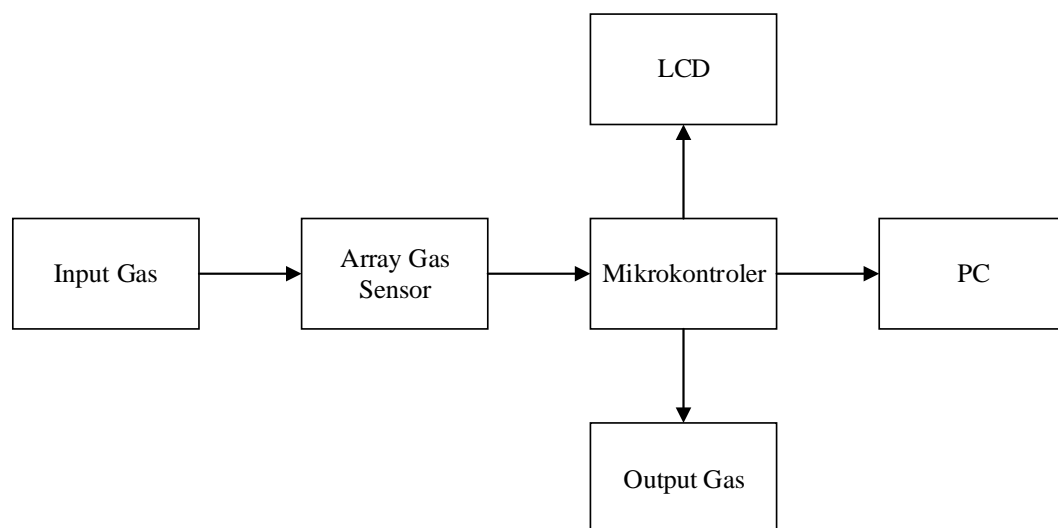 LCD
Input Gas
Array Gas
Sensor
Mikrokontroler
PC
Output Gas